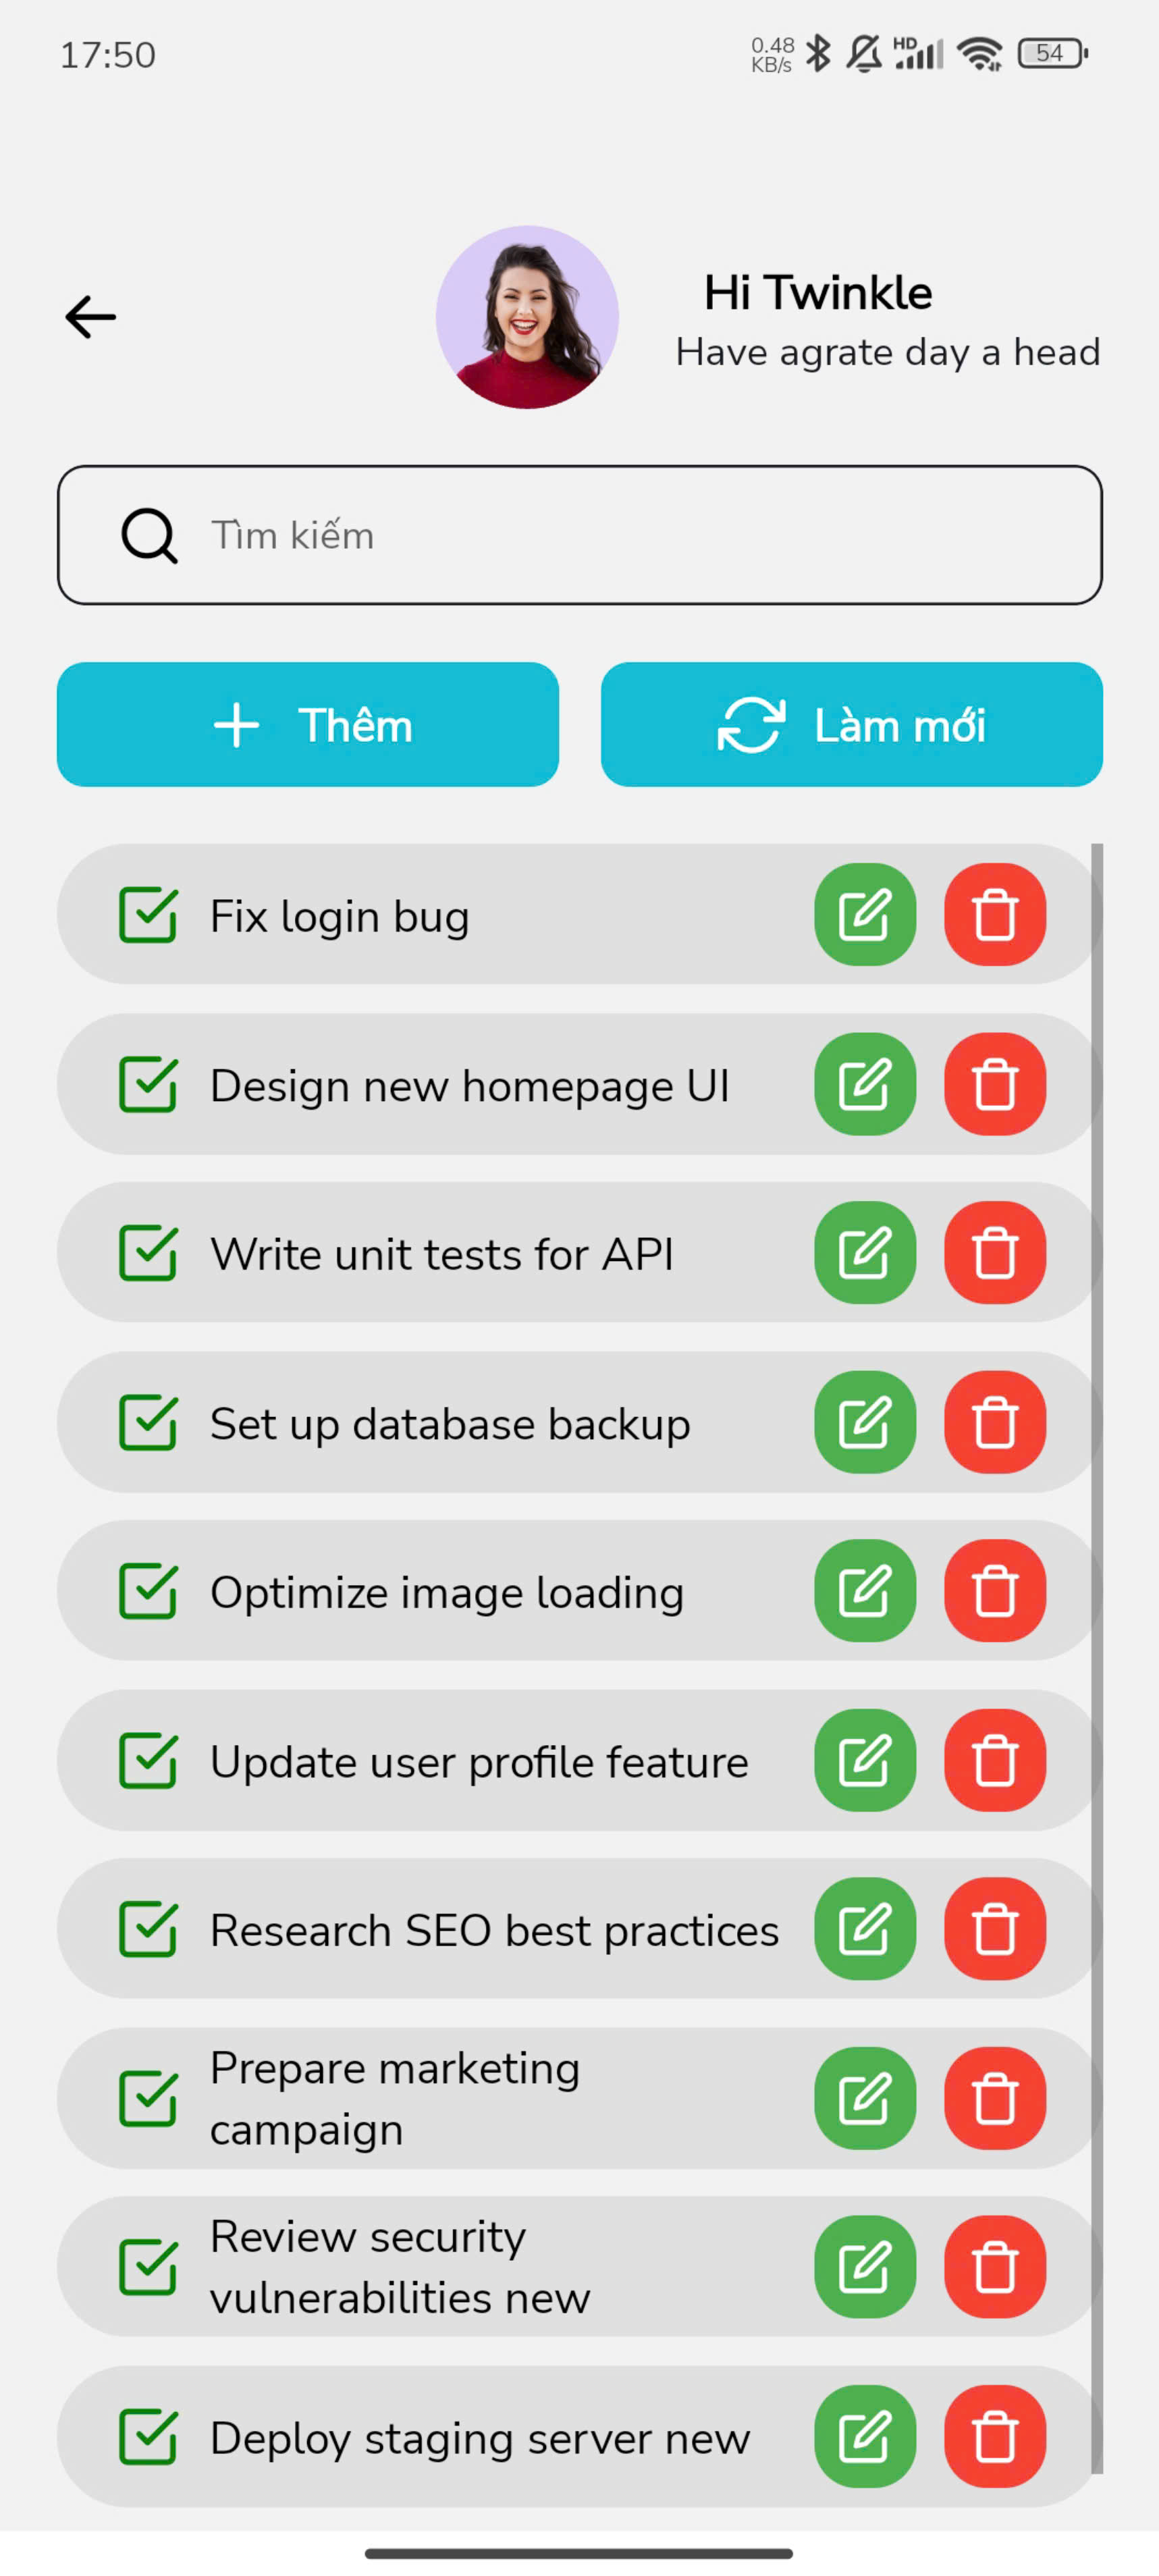 17:50
0.48
KB/s
HD
54
Hi Twinkle
Have agrate day a head
Tìm kiếm
Thêm
Làm mới
Fix login bug
Design new homepage UI
Write unit tests for API
Set up database backup
Optimize image loading
Update user profile feature
Research SEO best practices
Prepare marketing
campaign
Review security
vulnerabilities new
Deploy staging server new